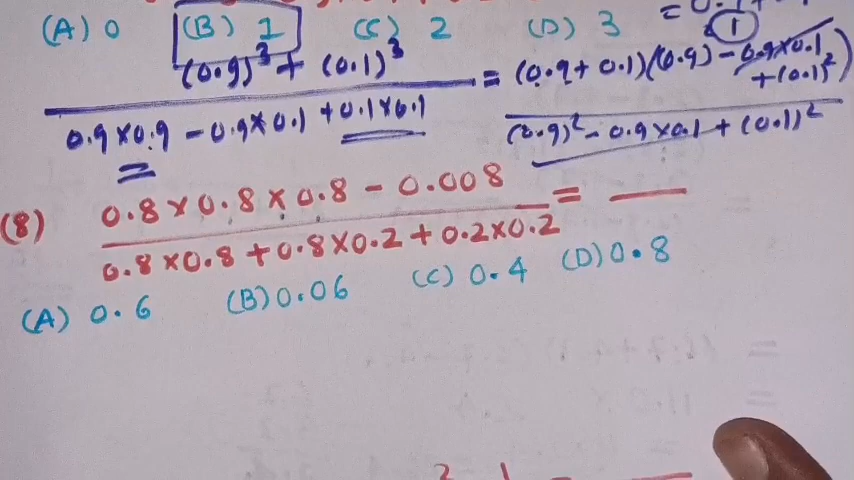 (A) 0 (B) 1 (C) 2 (D) 3 = 0.
1
(0.9)³ + (0.1)³ = (0.9 + 0.1)(0.9) - 0.9×0.1 + (0.1)²)
0.9×0.9 - 0.9×0.1 + 0.1×0.1 (0.9)² - 0.9×0.1 + (0.1)²
(8) 0.8×0.8×0.8 - 0.008 = ___
0.8×0.8 + 0.8×0.2 + 0.2×0.2
(A) 0.6 (B) 0.06 (C) 0.4 (D) 0.8